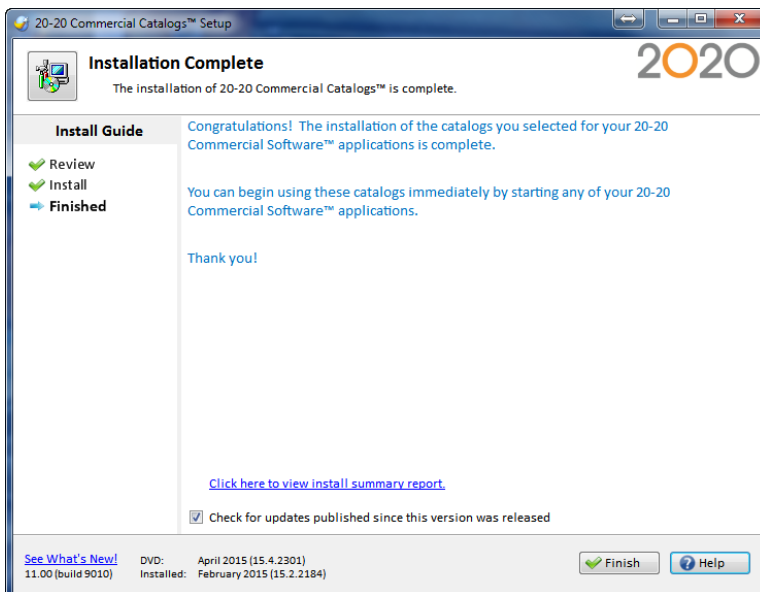 20-20 Commercial Catalogs™ Setup
Installation Complete
The installation of 20-20 Commercial Catalogs™ is complete.
2020
Install Guide
Review
Install
Finished
Congratulations! The installation of the catalogs you selected for your 20-20
Commercial Software™ applications is complete.
You can begin using these catalogs immediately by starting any of your 20-20
Commercial Software™ applications.
Thank you!
Click here to view install summary report.
Check for updates published since this version was released
See What's New!
11.00 (build 9010)
DVD: April 2015 (15.4.2301)
Installed: February 2015 (15.2.2184)
Finish
Help